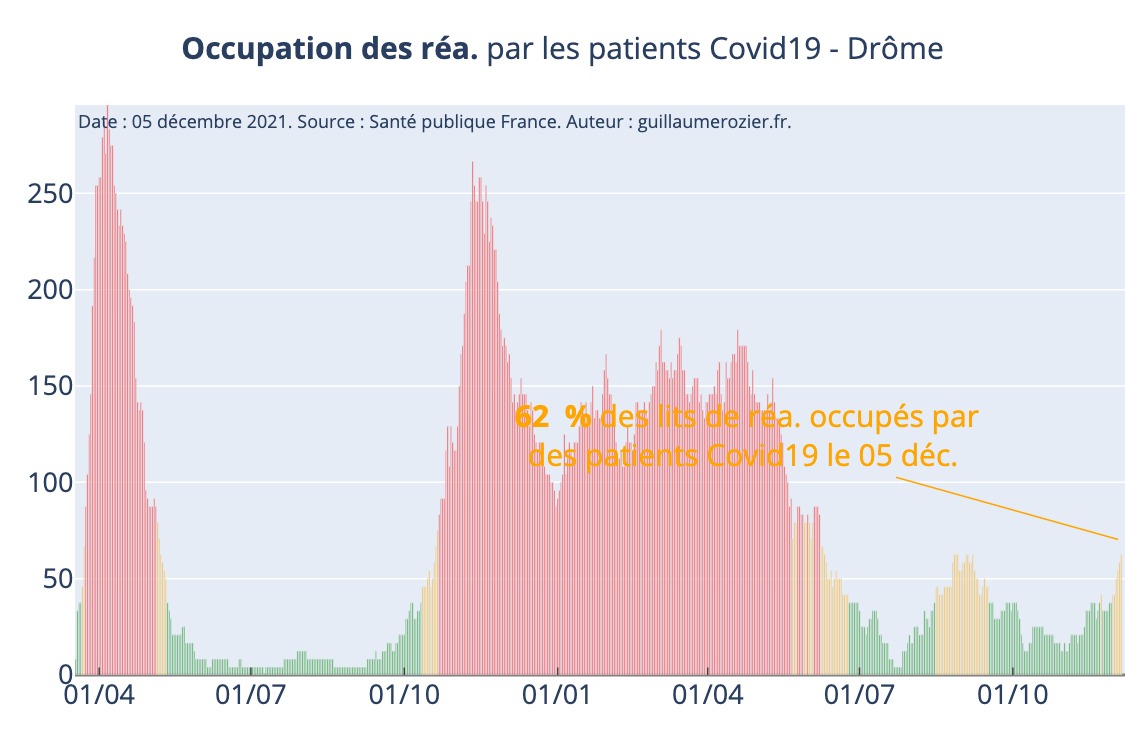 Occupation des réa. par les patients Covid19 - Drôme
Date : 05 décembre 2021. Source : Santé publique France. Auteur : guillaumerozier.fr.
250
200
150
62 % des lits de réa. occupés par
des patients Covid19 le 05 déc.
100
50
0
01/04 01/07 01/10 01/01 01/04 01/07 01/10